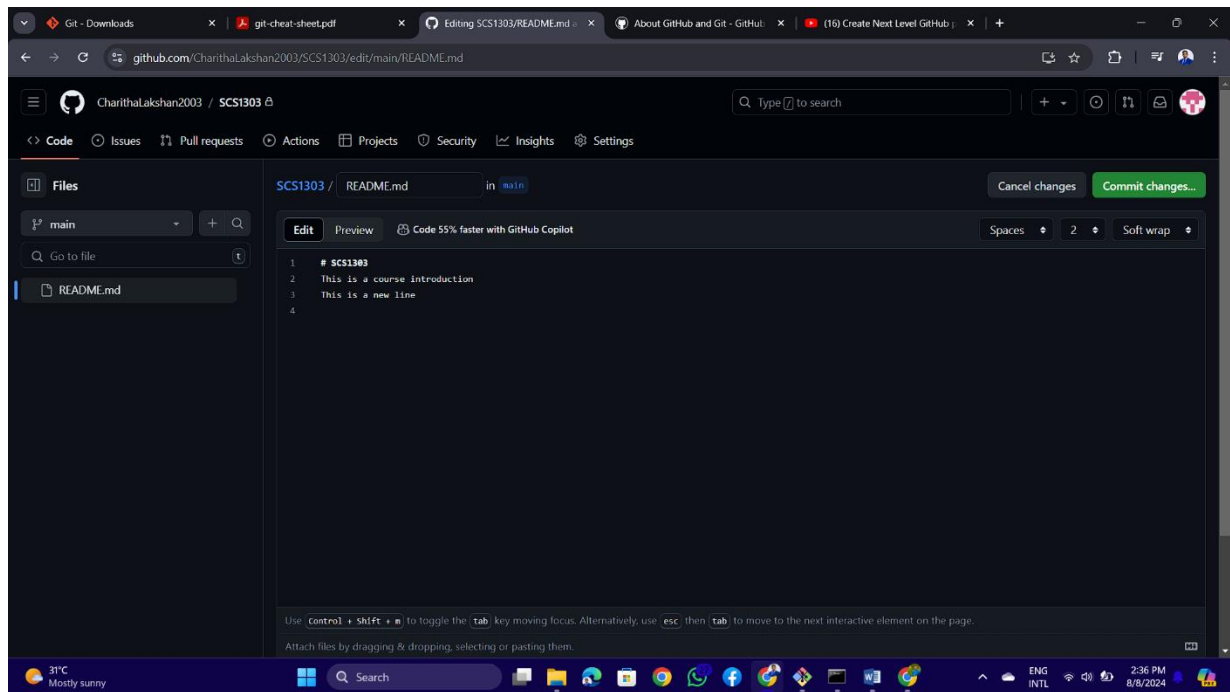 Git - Downloads
git-cheat-sheet.pdf
Editing SCS1303/README.md a
About GitHub and Git - GitHub
(16) Create Next Level GitHub p
github.com/CharithaLakshan2003/SCS1303/edit/main/README.md
CharithaLakshan2003 / SCS1303
Type / to search
Code
Issues
Pull requests
Actions
Projects
Security
Insights
Settings
Files
SCS1303 / README.md in main
Cancel changes
Commit changes...
main
Go to file
t
README.md
Edit
Preview
Code 55% faster with GitHub Copilot
Spaces
2
Soft wrap
1 # SCS1303
2 This is a course introduction
3 This is a new line
4
Use Control + Shift + m to toggle the tab key moving focus. Alternatively, use esc then tab to move to the next interactive element on the page.
Attach files by dragging & dropping, selecting or pasting them.
31°C
Mostly sunny
Search
ENG
INTL
2:36 PM
8/8/2024